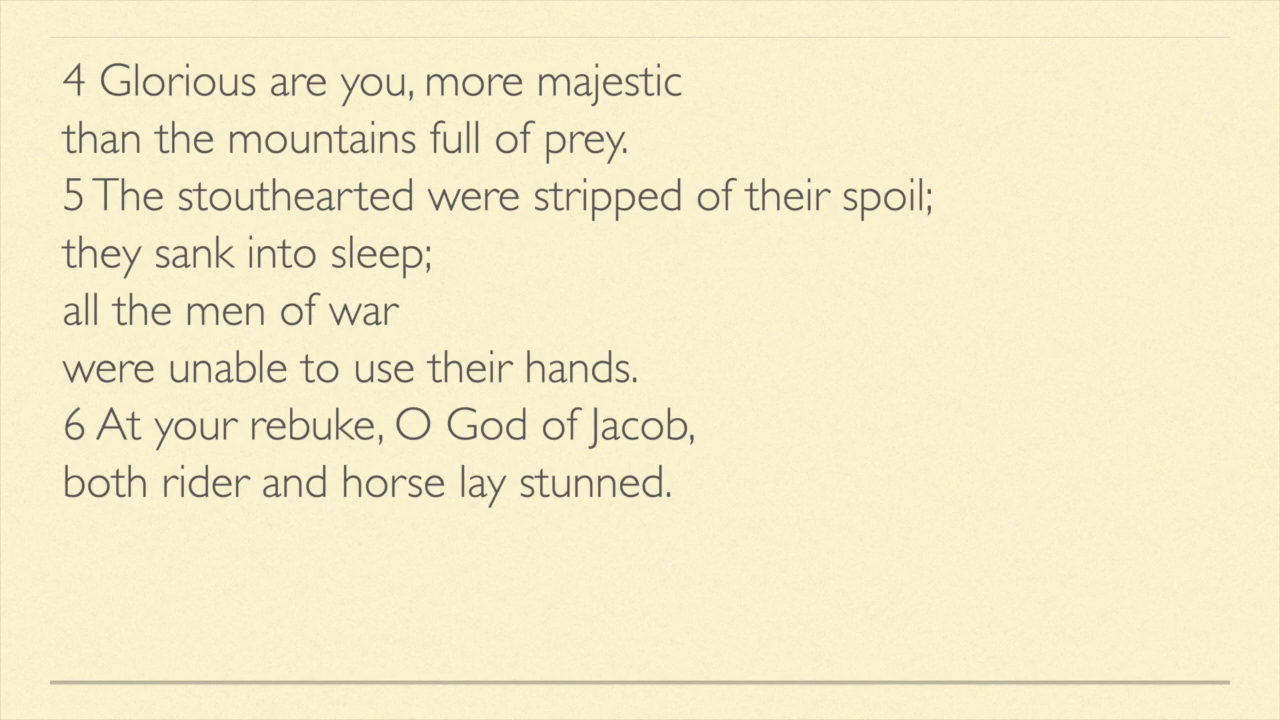 4 Glorious are you, more majestic
than the mountains full of prey.
5 The stouthearted were stripped of their spoil;
they sank into sleep;
all the men of war
were unable to use their hands.
6 At your rebuke, O God of Jacob,
both rider and horse lay stunned.